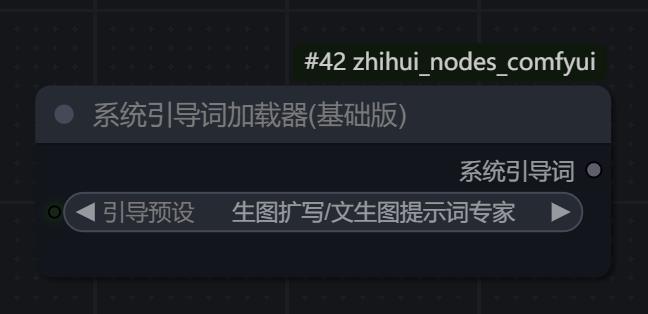 #42 zhihui_nodes_comfyui
系统引导词加载器(基础版)
系统引导词
引导预设 生图扩写/文生图提示词专家